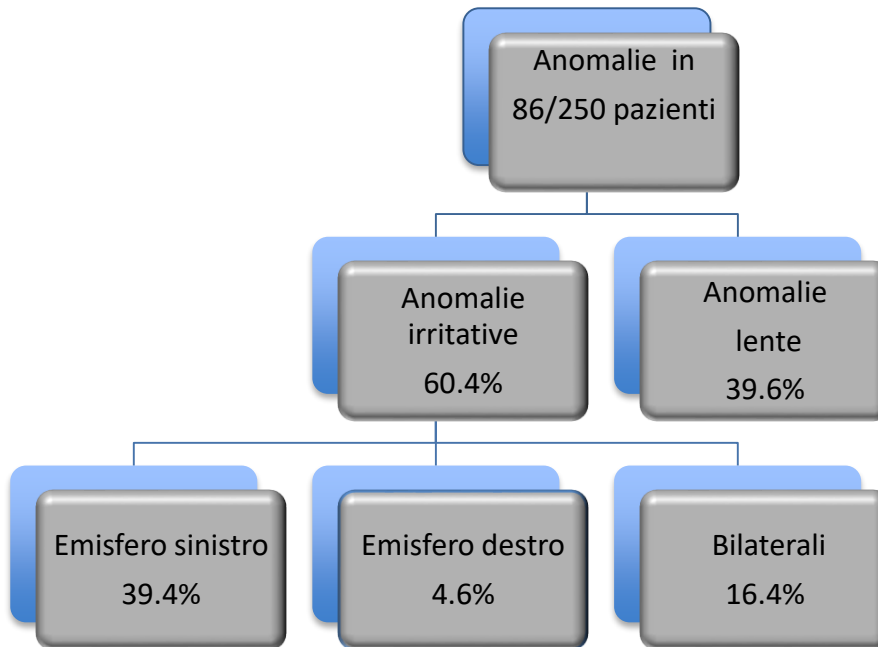 Anomalie in
86/250 pazienti
Anomalie
irritative
60.4%
Anomalie
lente
39.6%
Emisfero sinistro
39.4%
Emisfero destro
4.6%
Bilaterali
16.4%